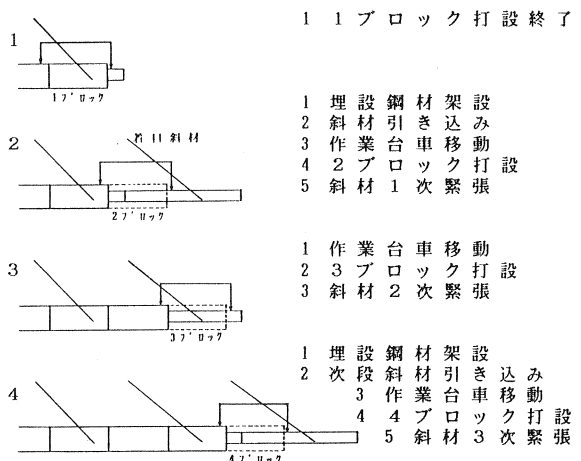 1
1 1ブロック打設終了
1ブロック
2
着目斜材
2ブロック
1 埋設鋼材架設
2 斜材引き込み
3 作業台車移動
4 2ブロック打設
5 斜材1次緊張
3
3ブロック
1 作業台車移動
2 3ブロック打設
3 斜材2次緊張
4
4ブロック
1 埋設鋼材架設
2 次段斜材引き込み
3 作業台車移動
4 4ブロック打設
5 斜材3次緊張